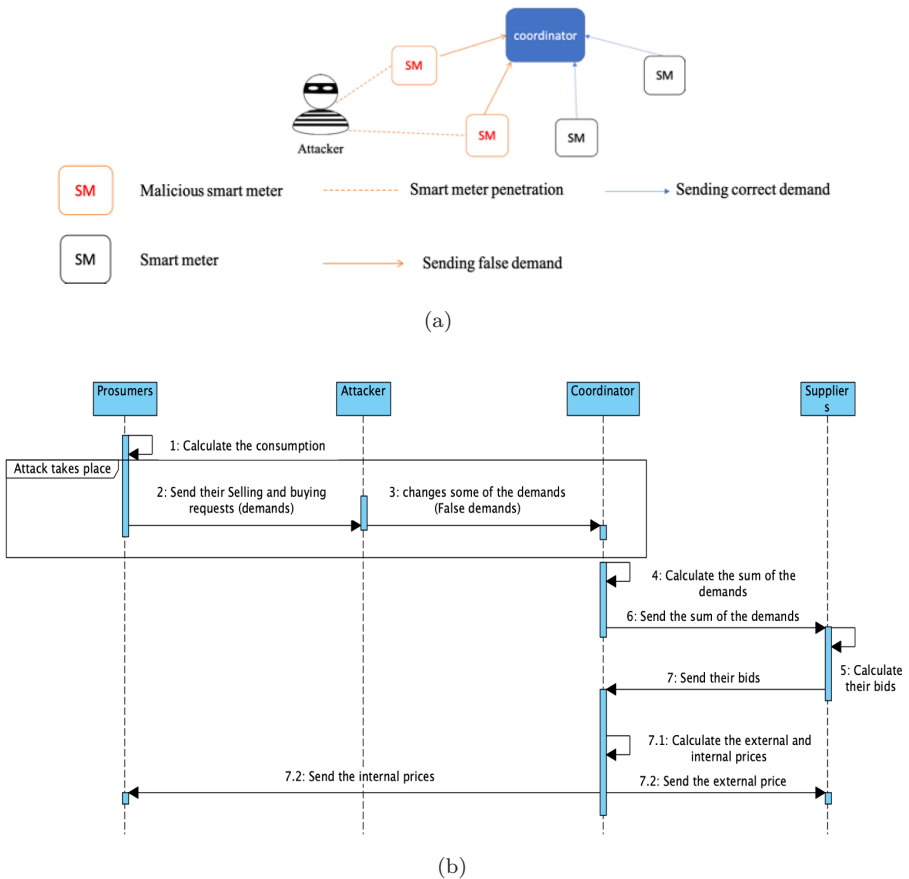 coordinator
SM
SM
SM
SM
Attacker
SM
Malicious smart meter
Smart meter penetration
Sending correct demand
SM
Smart meter
Sending false demand
(a)
Prosumers
Attacker
Coordinator
Supplier
s
1: Calculate the consumption
Attack takes place
2: Send their Selling and buying
requests (demands)
3: changes some of the demands
(False demands)
4: Calculate the sum of the
demands
6: Send the sum of the demands
5: Calculate
their bids
7: Send their bids
7.1: Calculate the external and
internal prices
7.2: Send the internal prices
7.2: Send the external price
(b)